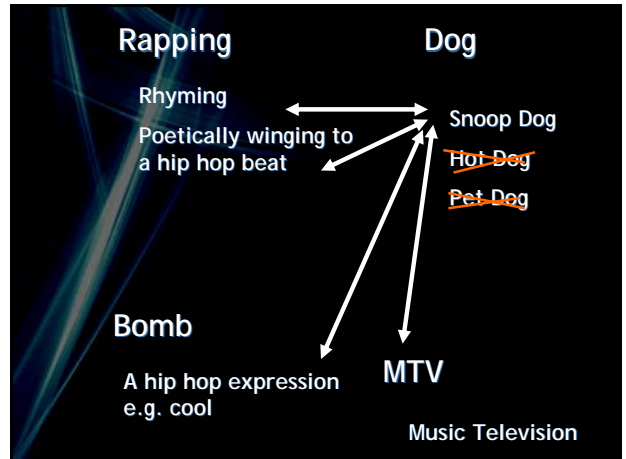 Rapping
Rhyming
Poetically winging to
a hip hop beat
Dog
Snoop Dog
Hot Dog
Pet Dog
Bomb
A hip hop expression
e.g. cool
MTV
Music Television